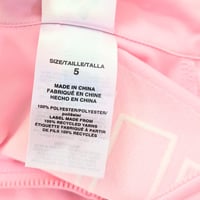 SIZE/TAILLE/TALLA
5
MADE IN CHINA
FABRIQUÉ EN CHINE
HECHO EN CHINA
100% POLYESTER/POLYESTER/
poliéster
LABEL MADE FROM
100% RECYCLED YARNS
ÉTIQUETTE FABRIQUÉE À PARTIR
DE FIL 100% RECYCLÉS